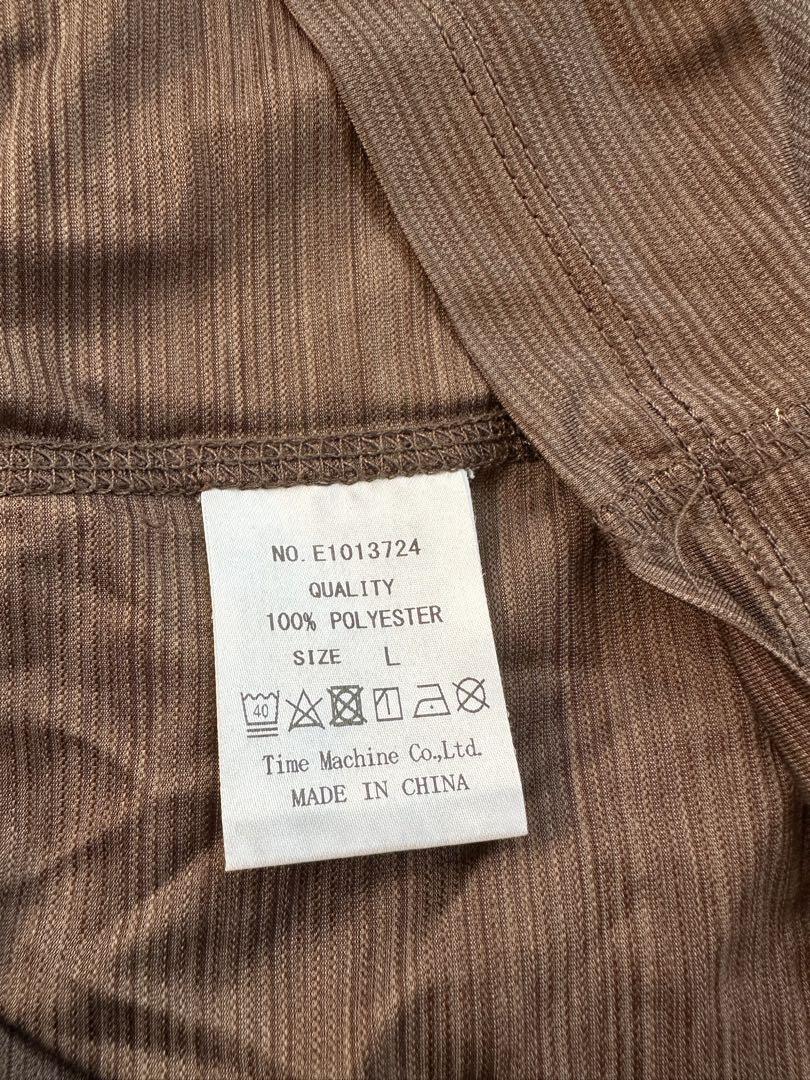 NO. E1013724
QUALITY
100% POLYESTER
SIZE L
40
Time Machine Co.,Ltd.
MADE IN CHINA